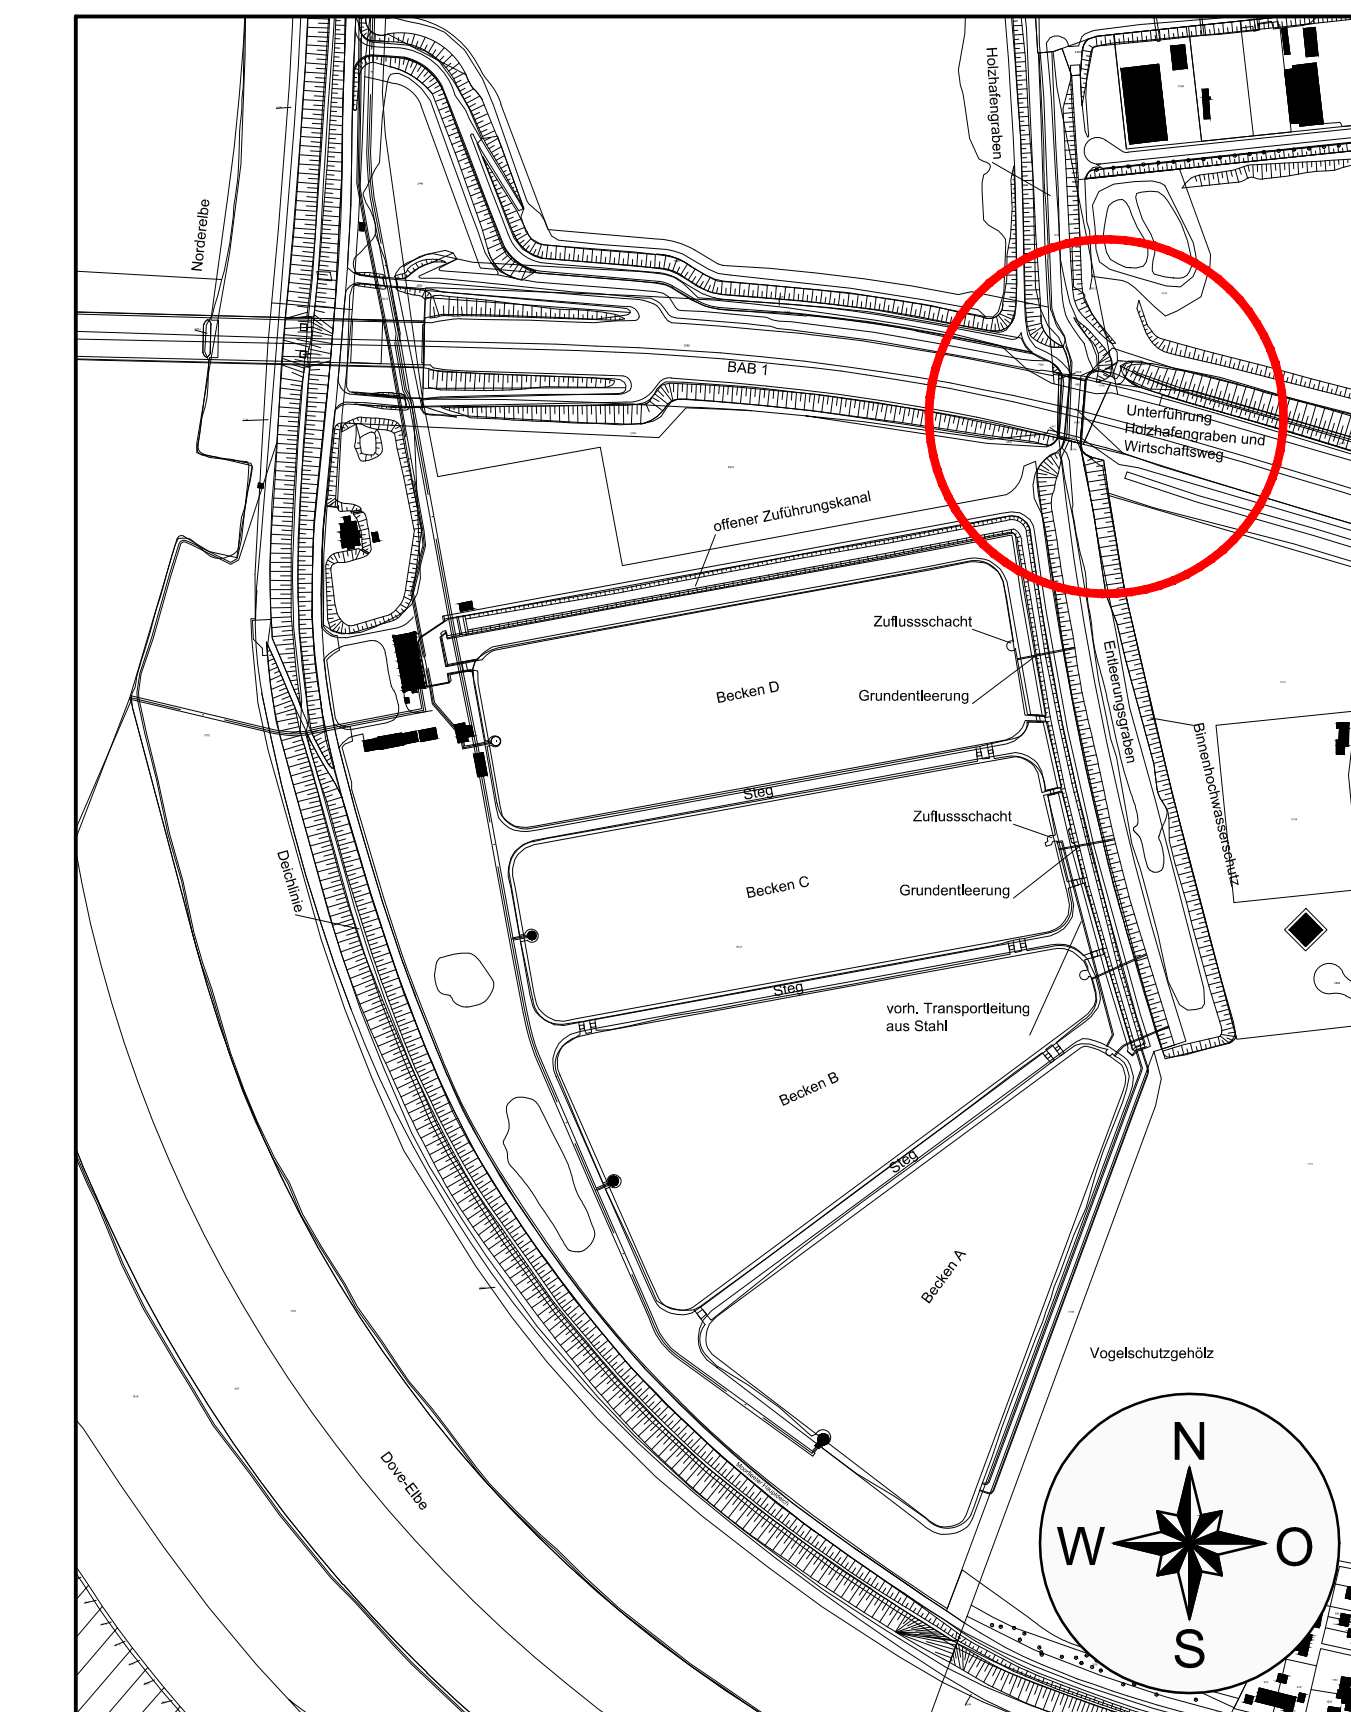 Holzhafengraben
Norderelbe
BAB 1
Unterführung
Holzhafengraben und
Wirtschaftsweg
offener Zuführungskanal
Zuflussschacht
Becken D
Grundentleerung
Entleerungsgraben
Binnenhochwasserschutz
Steg
Zuflussschacht
Deichlinie
Becken C
Grundentleerung
Steg
vorh. Transportleitung
aus Stahl
Becken B
Steg
Becken A
Vogelschutzgehölz
Dove-Elbe
N
W
O
S